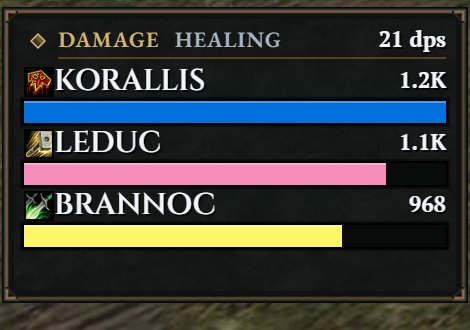 DAMAGE HEALING 21 dps
KORALLIS 1.2K
LEDUC 1.1K
BRANNOC 968